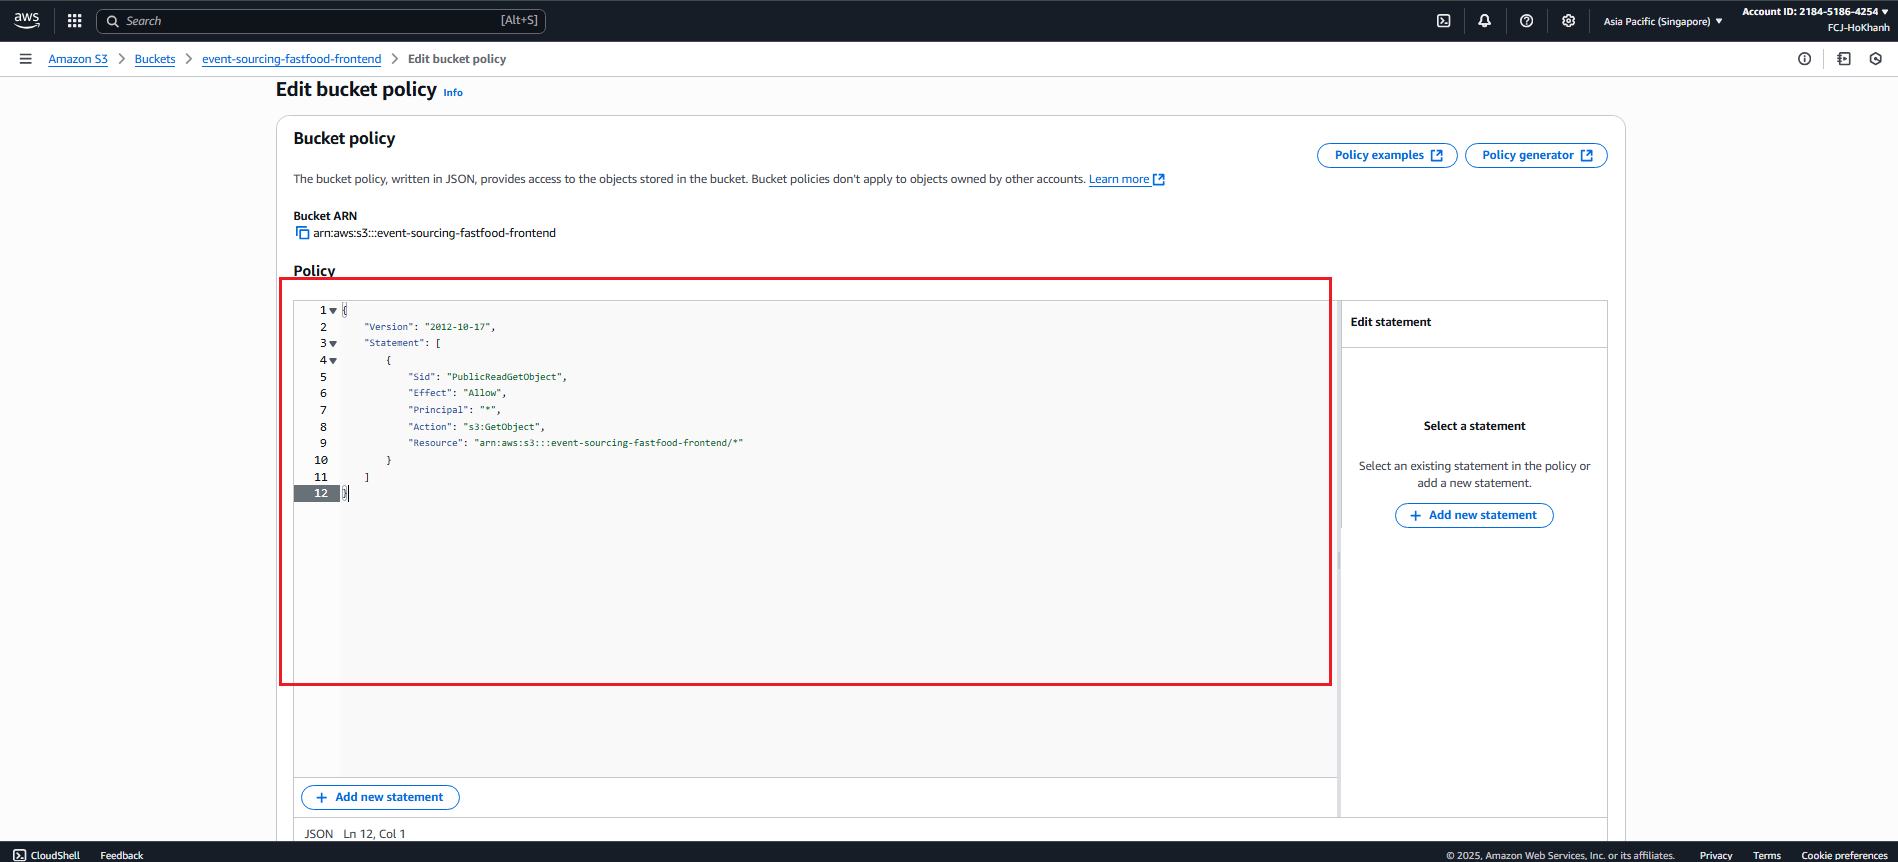 aws
Search [Alt+S]
Asia Pacific (Singapore)
Account ID: 2184-5186-4254
FCJ-HoKhanh
Amazon S3 > Buckets > event-sourcing-fastfood-frontend > Edit bucket policy
Edit bucket policy Info
Bucket policy
Policy examples
Policy generator
The bucket policy, written in JSON, provides access to the objects stored in the bucket. Bucket policies don't apply to objects owned by other accounts. Learn more
Bucket ARN
arn:aws:s3:::event-sourcing-fastfood-frontend
Policy
1 {
2 "Version": "2012-10-17",
3 "Statement": [
4 {
5 "Sid": "PublicReadGetObject",
6 "Effect": "Allow",
7 "Principal": "*",
8 "Action": "s3:GetObject",
9 "Resource": "arn:aws:s3:::event-sourcing-fastfood-frontend/*"
10 }
11 ]
12 }
Edit statement
Select a statement
Select an existing statement in the policy or
add a new statement.
+ Add new statement
+ Add new statement
JSON Ln 12, Col 1
CloudShell Feedback
© 2025, Amazon Web Services, Inc. or its affiliates. Privacy Terms Cookie preferences